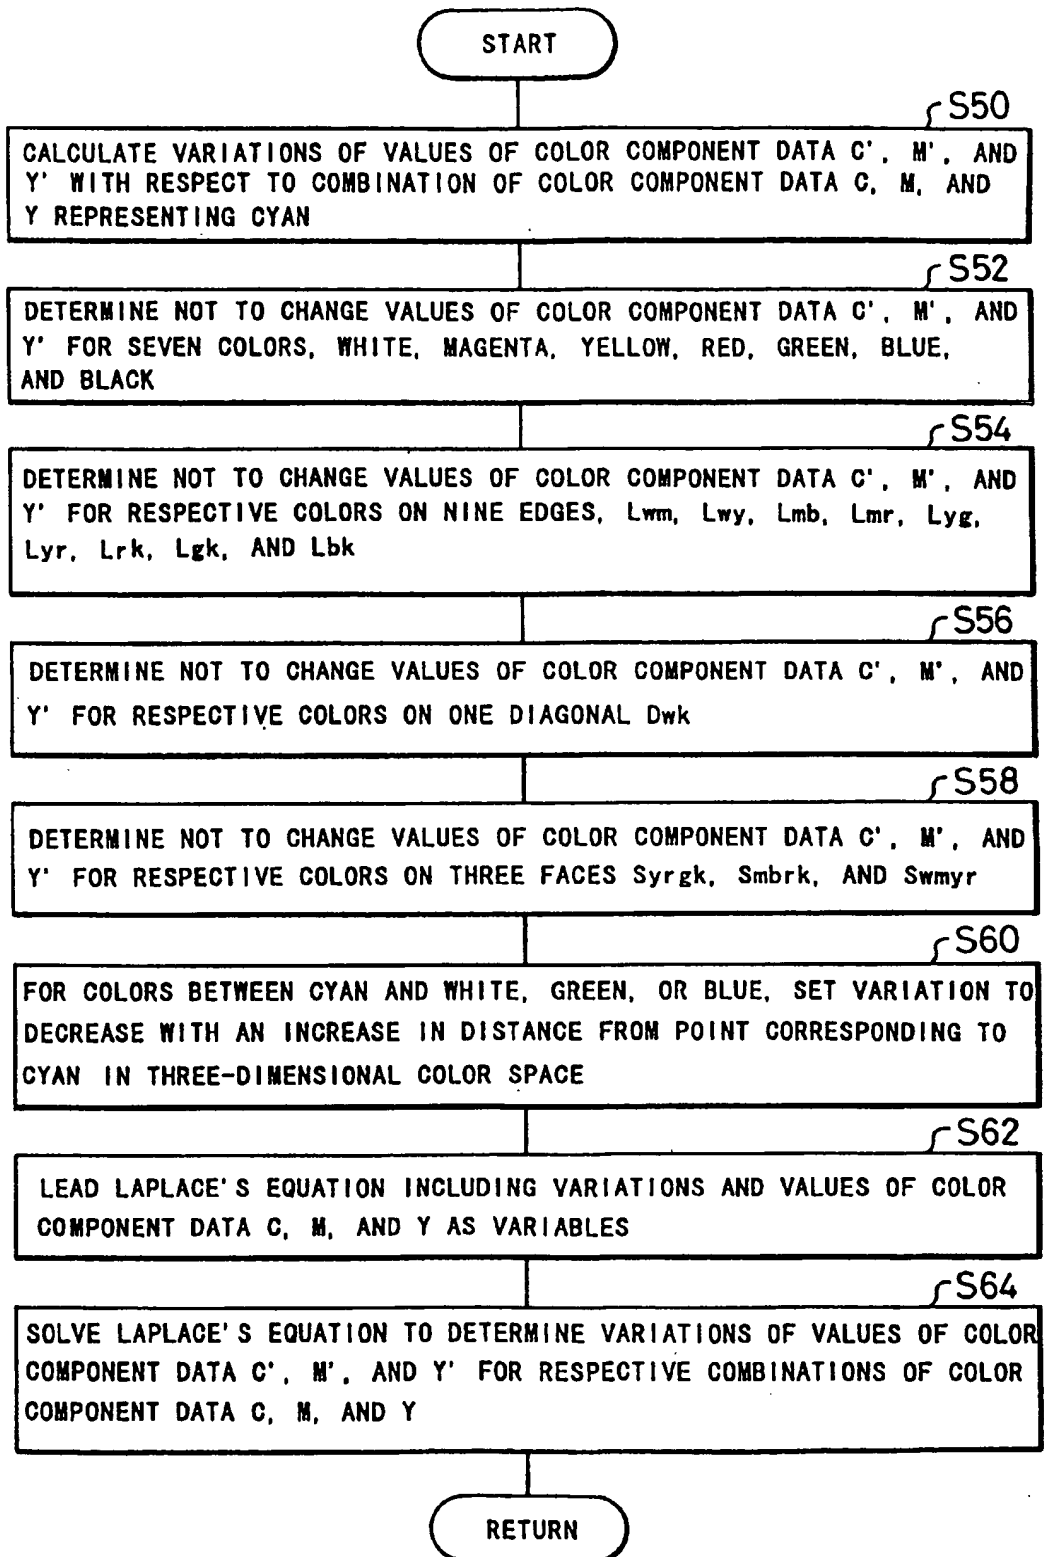 START
S50
CALCULATE VARIATIONS OF VALUES OF COLOR COMPONENT DATA C', M', AND
Y' WITH RESPECT TO COMBINATION OF COLOR COMPONENT DATA C, M, AND
Y REPRESENTING CYAN
S52
DETERMINE NOT TO CHANGE VALUES OF COLOR COMPONENT DATA C', M', AND
Y' FOR SEVEN COLORS, WHITE, MAGENTA, YELLOW, RED, GREEN, BLUE,
AND BLACK
S54
DETERMINE NOT TO CHANGE VALUES OF COLOR COMPONENT DATA C', M', AND
Y' FOR RESPECTIVE COLORS ON NINE EDGES, Lwm, Lwy, Lmb, Lmr, Lyg,
Lyr, Lrk, Lgk, AND Lbk
S56
DETERMINE NOT TO CHANGE VALUES OF COLOR COMPONENT DATA C', M', AND
Y' FOR RESPECTIVE COLORS ON ONE DIAGONAL Dwk
S58
DETERMINE NOT TO CHANGE VALUES OF COLOR COMPONENT DATA C', M', AND
Y' FOR RESPECTIVE COLORS ON THREE FACES Syrgk, Smbrk, AND Swmyr
S60
FOR COLORS BETWEEN CYAN AND WHITE, GREEN, OR BLUE, SET VARIATION TO
DECREASE WITH AN INCREASE IN DISTANCE FROM POINT CORRESPONDING TO
CYAN IN THREE-DIMENSIONAL COLOR SPACE
S62
LEAD LAPLACE'S EQUATION INCLUDING VARIATIONS AND VALUES OF COLOR
COMPONENT DATA C, M, AND Y AS VARIABLES
S64
SOLVE LAPLACE'S EQUATION TO DETERMINE VARIATIONS OF VALUES OF COLOR
COMPONENT DATA C', M', AND Y' FOR RESPECTIVE COMBINATIONS OF COLOR
COMPONENT DATA C, M, AND Y
RETURN